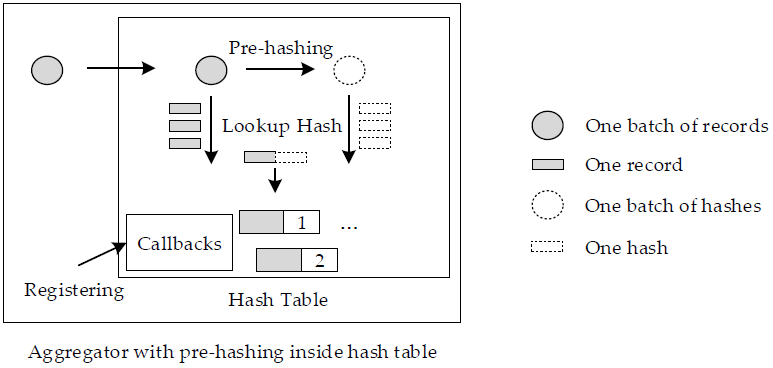 Pre-hashing
Lookup Hash
1 ...
Callbacks
2
Registering
Hash Table
Aggregator with pre-hashing inside hash table
One batch of records
One record
One batch of hashes
One hash